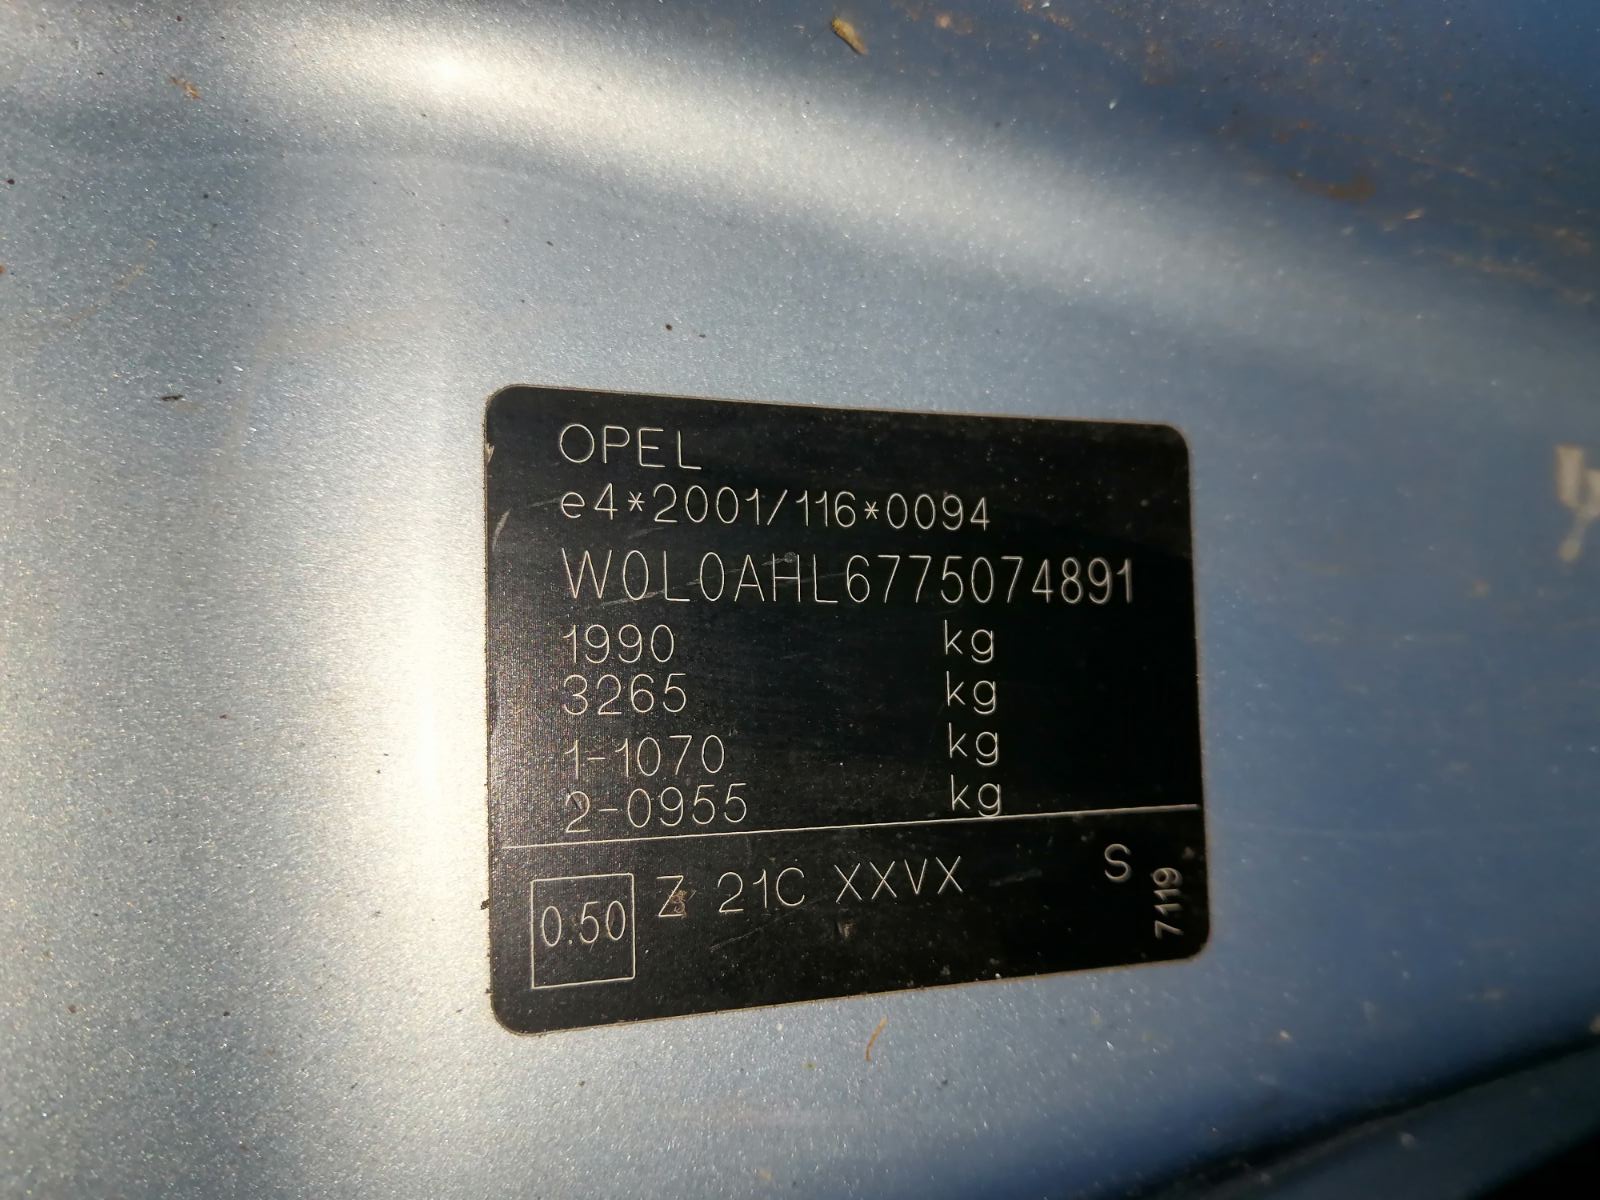 OPEL
e4*2001/116*0094
W0L0AHL6775074891
1990 kg
3265 kg
1-1070 kg
2-0955 kg
0.50 Z 21C XXVX S
7119